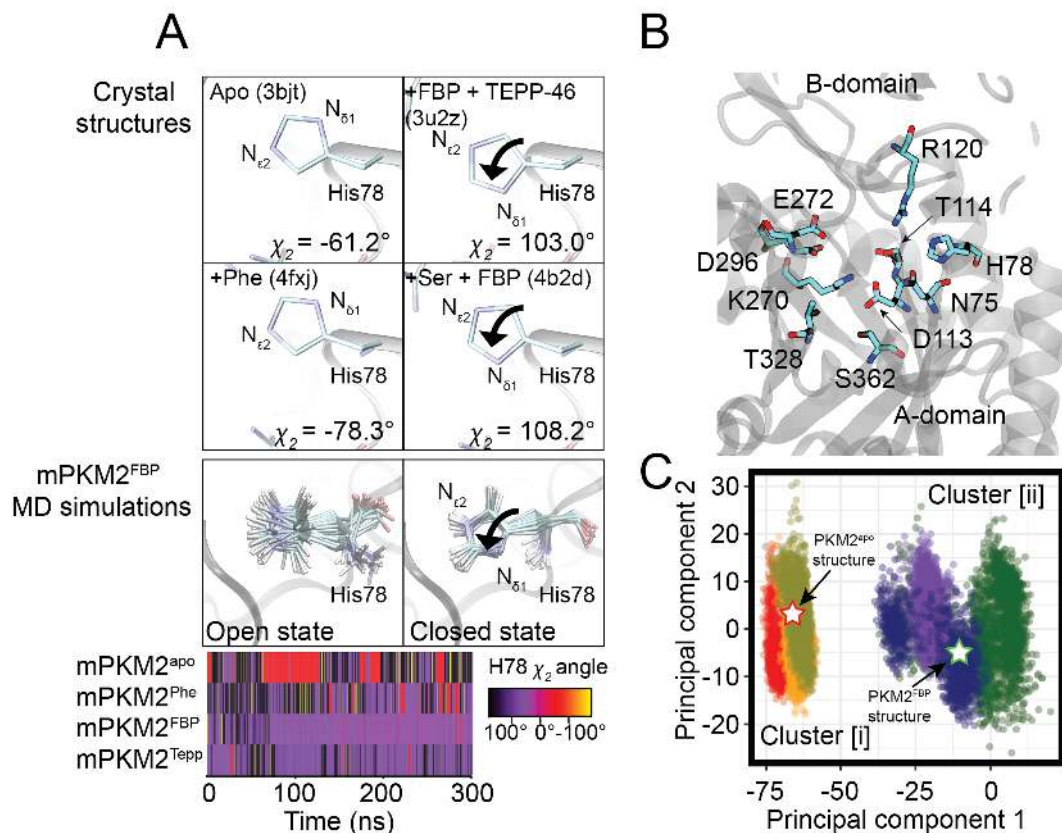 A
Crystal
structures
Apo (3bjt)
Nδ1
Nε2
His78
χ2 = -61.2°
+FBP + TEPP-46
(3u2z)
Nε2
His78
Nδ1
χ2 = 103.0°
+Phe (4fxj)
Nδ1
Nε2
His78
χ2 = -78.3°
+Ser + FBP (4b2d)
Nε2
Nδ1
His78
χ2 = 108.2°
mPKM2FBP
MD simulations
His78
Open state
Nε2
Nδ1
His78
Closed state
mPKM2apo
mPKM2Phe
mPKM2FBP
mPKM2Tepp
H78 χ2 angle
100° 0°-100°
0 100 200 300
Time (ns)
B
B-domain
R120
E272
T114
D296
H78
K270
N75
D113
T328
S362
A-domain
C
30
20
10
0
-10
-20
Principal component 2
Cluster [ii]
PKM2apo
structure
PKM2FBP
structure
Cluster [i]
-75 -50 -25 0
Principal component 1